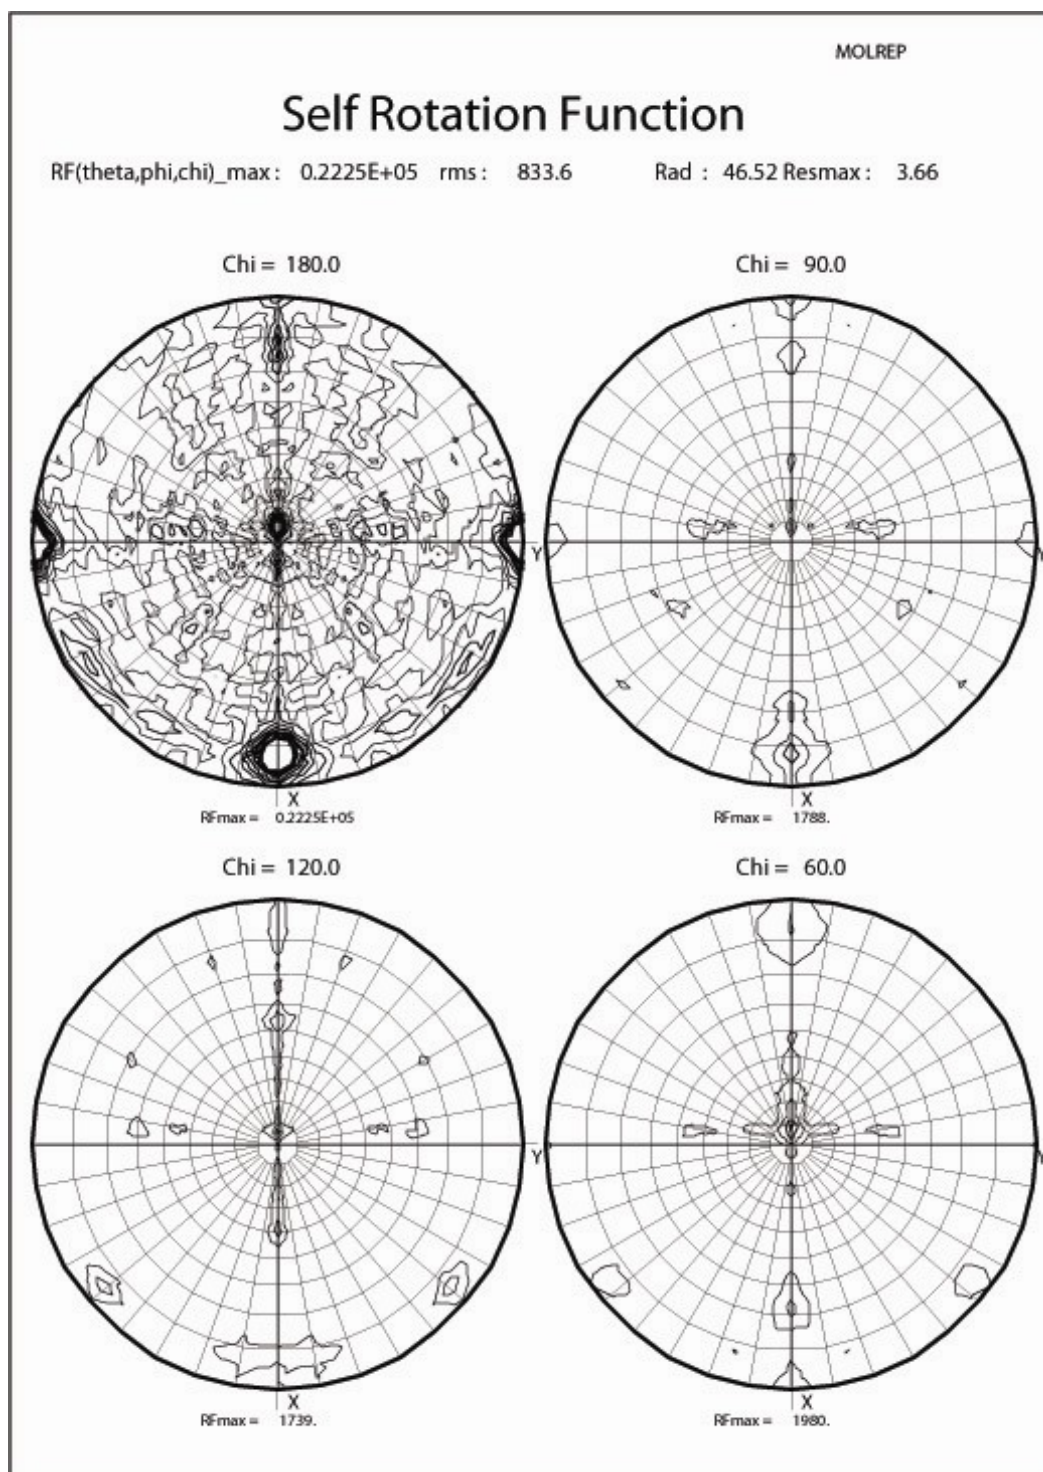 MOLREP
Self Rotation Function
RF(theta,phi,chi)_max : 0.2225E+05 rms : 833.6 Rad : 46.52 Resmax : 3.66
Chi = 180.0 Chi = 90.0
Y Y
X X
RFmax = 0.2225E+05 RFmax = 1788.
Chi = 120.0 Chi = 60.0
Y Y
X X
RFmax = 1739. RFmax = 1980.